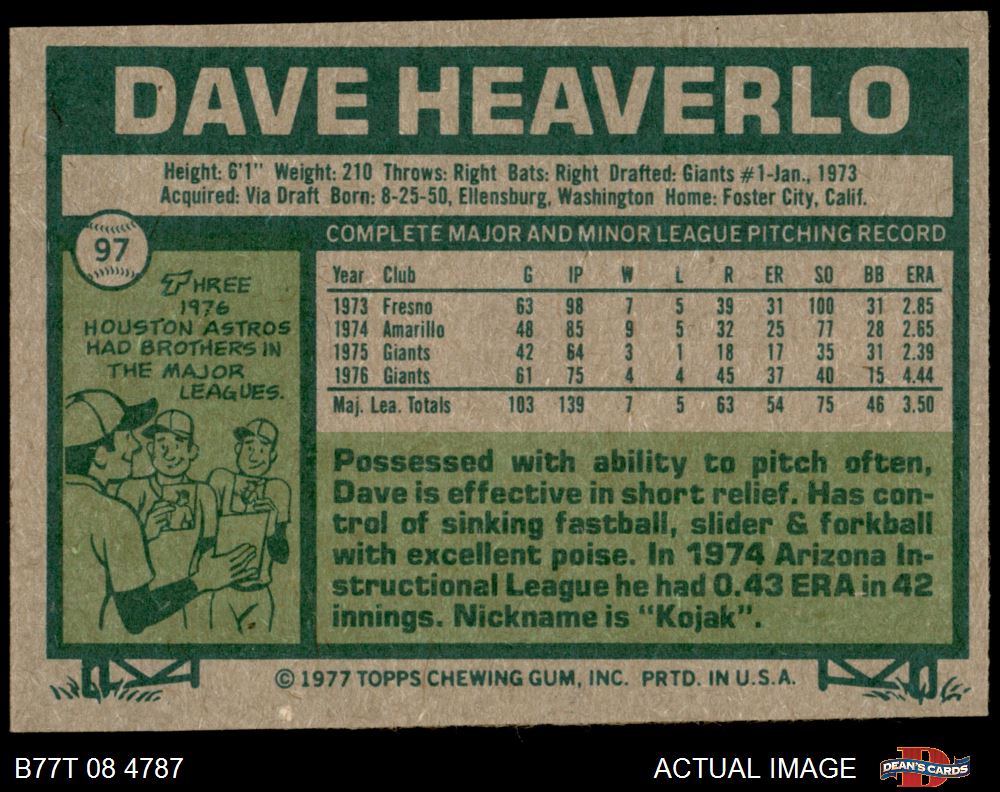 DAVE HEAVERLO
Height: 6'1" Weight: 210 Throws: Right Bats: Right Drafted: Giants #1-Jan., 1973
Acquired: Via Draft Born: 8-25-50, Ellensburg, Washington Home: Foster City, Calif.
97
THREE
1976
HOUSTON ASTROS
HAD BROTHERS IN
THE MAJOR
LEAGUES.
COMPLETE MAJOR AND MINOR LEAGUE PITCHING RECORD
Year Club G IP W L R ER SO BB ERA
1973 Fresno 63 98 7 5 39 31 100 31 2.85
1974 Amarillo 48 85 9 5 32 25 77 28 2.65
1975 Giants 42 64 3 1 18 17 35 31 2.39
1976 Giants 61 75 4 4 45 37 40 15 4.44
Maj. Lea. Totals 103 139 7 5 63 54 75 46 3.50
Possessed with ability to pitch often,
Dave is effective in short relief. Has con-
trol of sinking fastball, slider & forkball
with excellent poise. In 1974 Arizona In-
structional League he had 0.43 ERA in 42
innings. Nickname is "Kojak".
© 1977 TOPPS CHEWING GUM, INC. PRTD. IN U.S.A.
B77T 08 4787
ACTUAL IMAGE
D
DEAN'S CARDS